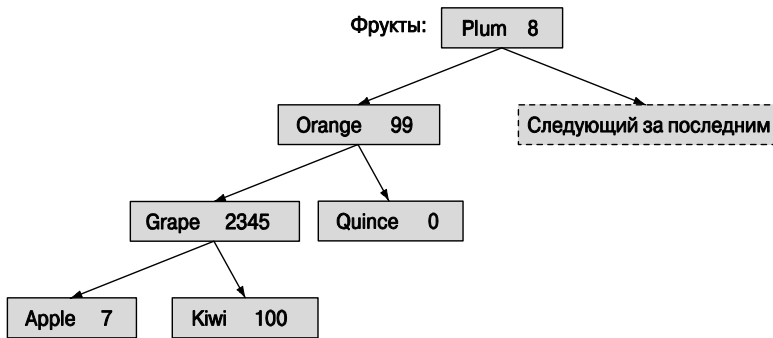 Фрукты: Plum 8
Orange 99
Следующий за последним
Grape 2345
Quince 0
Apple 7
Kiwi 100